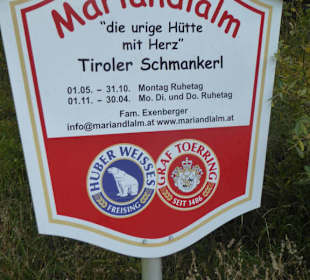 Mariandlalm
"die urige Hütte
mit Herz"
Tiroler Schmankerl
01.05. – 31.10. Montag Ruhetag
01.11. – 30.04. Mo. Di. und Do. Ruhetag
Fam. Exenberger
info@mariandlalm.at www.mariandlalm.at
HUBER WEISSES
FREISING
GRAF TOERRING
SEIT 1486